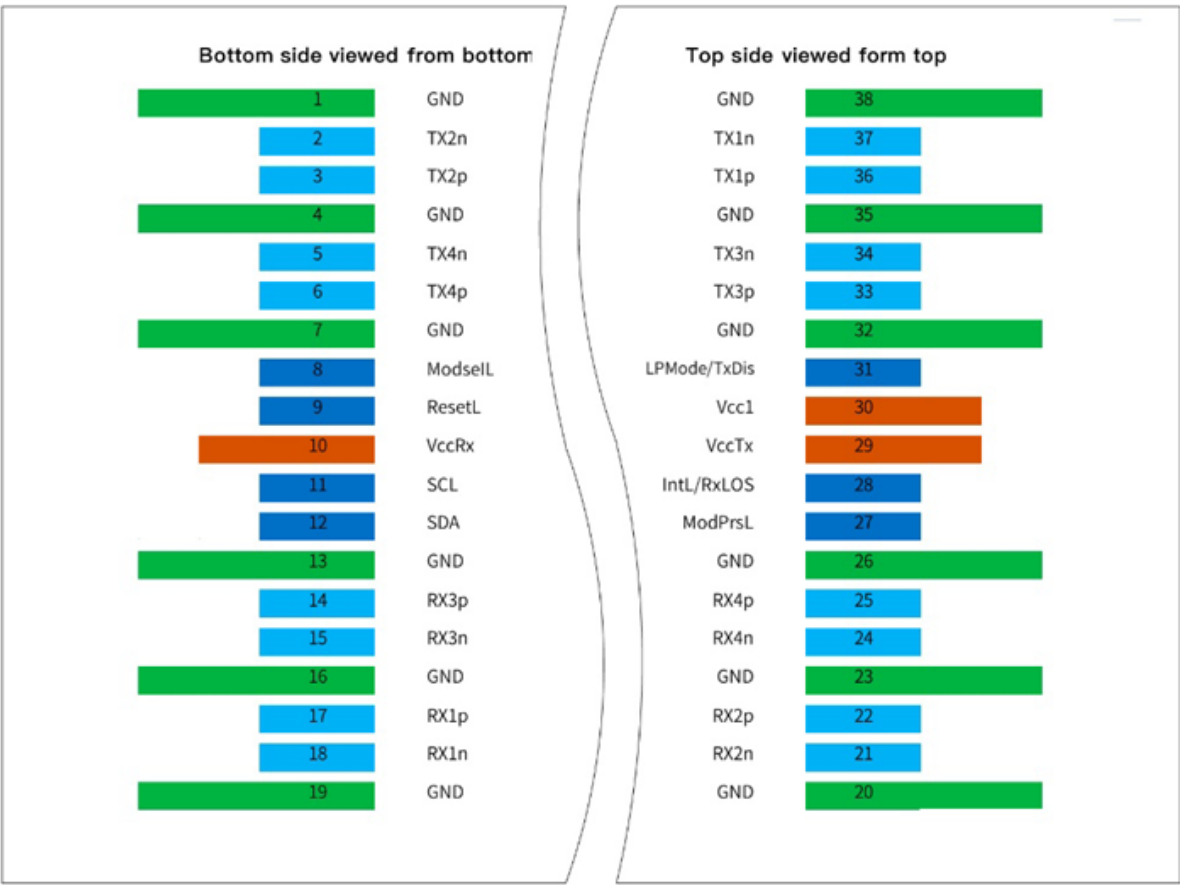 Bottom side viewed from bottom
1 GND
2 TX2n
3 TX2p
4 GND
5 TX4n
6 TX4p
7 GND
8 ModselL
9 ResetL
10 VccRx
11 SCL
12 SDA
13 GND
14 RX3p
15 RX3n
16 GND
17 RX1p
18 RX1n
19 GND
Top side viewed form top
GND 38
TX1n 37
TX1p 36
GND 35
TX3n 34
TX3p 33
GND 32
LPMode/TxDis 31
Vcc1 30
VccTx 29
IntL/RxLOS 28
ModPrsL 27
GND 26
RX4p 25
RX4n 24
GND 23
RX2p 22
RX2n 21
GND 20